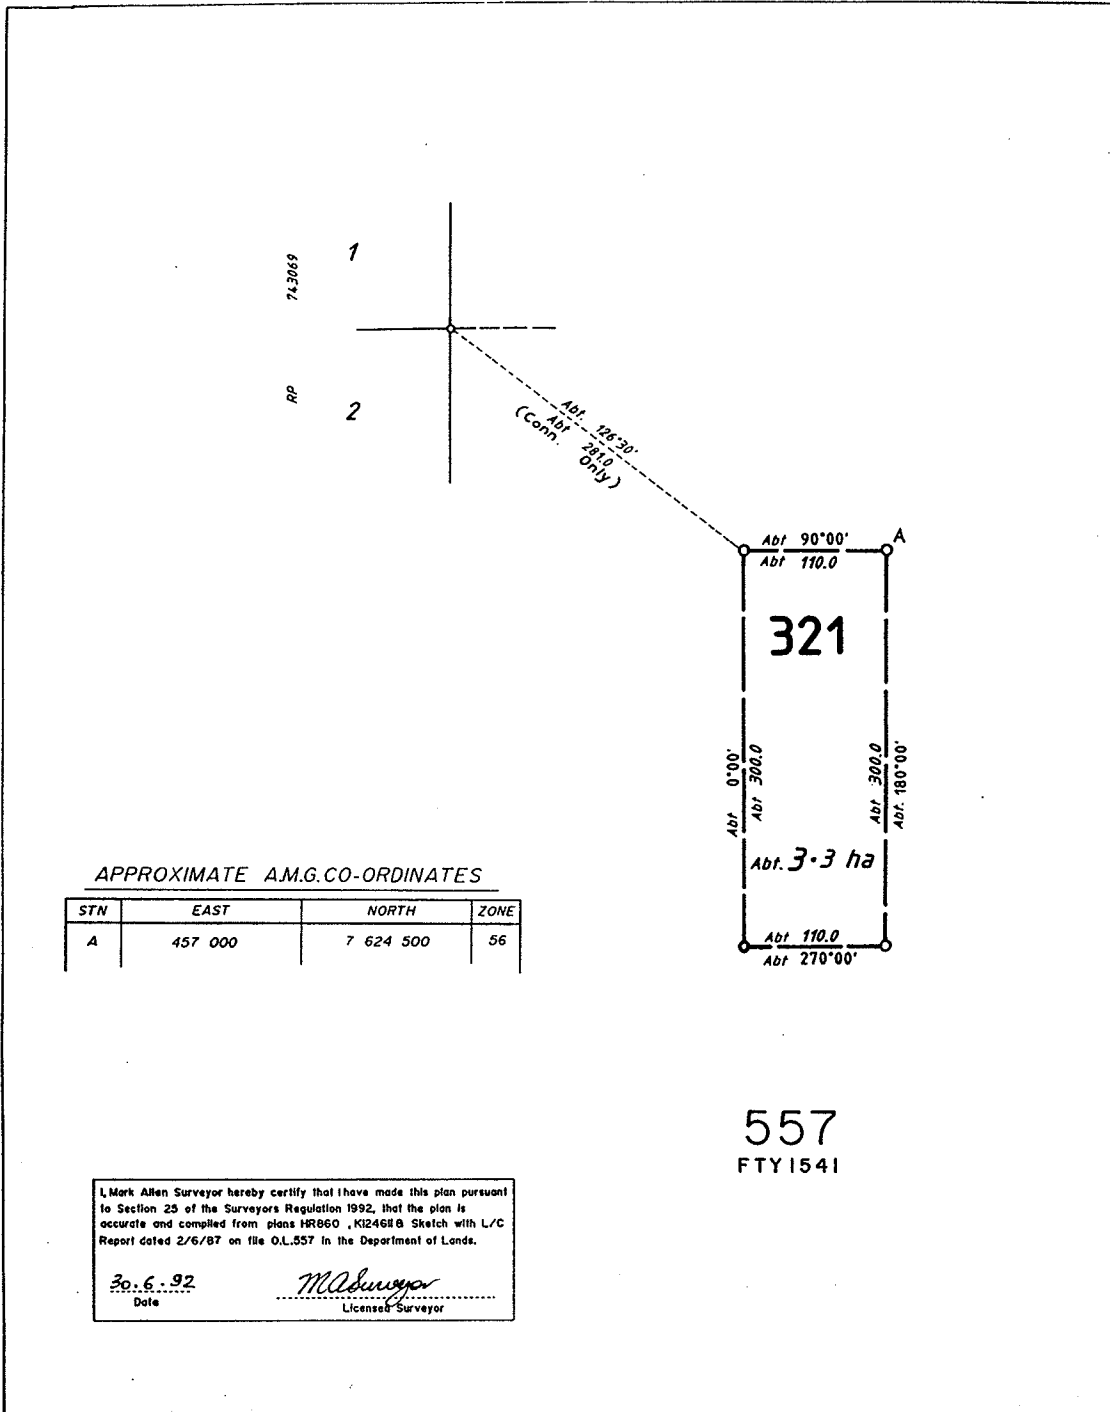 1
RP 743069
2
Abt. 126°30'
Abt 281.0
(Conn. Only)
Abt 90°00'
A
Abt 110.0
321
Abt 0°00'
Abt 300.0
Abt 300.0
Abt. 180°00'
Abt. 3·3 ha
Abt 110.0
Abt 270°00'
APPROXIMATE A.M.G. CO-ORDINATES
STN EAST NORTH ZONE
A 457 000 7 624 500 56
557
FTY1541
I, Mark Allen Surveyor hereby certify that I have made this plan pursuant
to Section 25 of the Surveyors Regulation 1992, that the plan is
accurate and compiled from plans HR860 , Sketch with L/C
Report dated 2/6/87 on file O.L.557 in the Department of Lands.
30.6.92
MASurveyor
Date
Licensed Surveyor